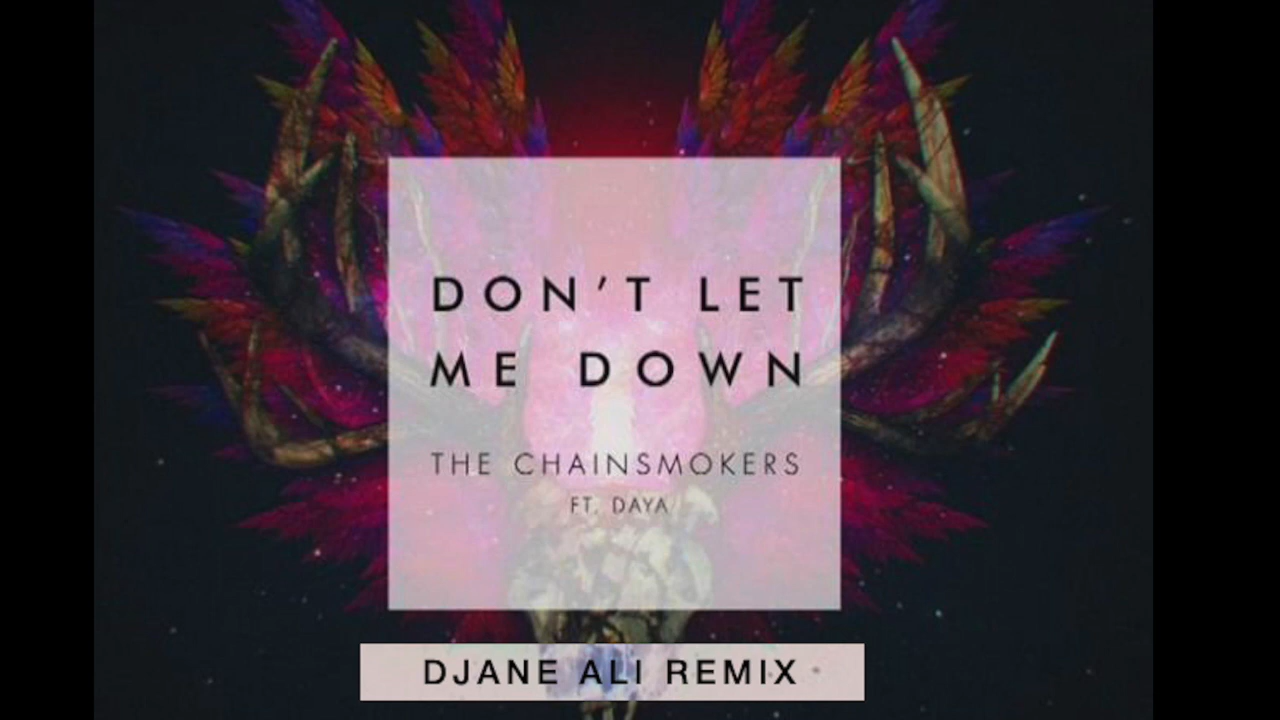 DON'T LET
ME DOWN
THE CHAINSMOKERS
FT. DAYA
DJANE ALI REMIX